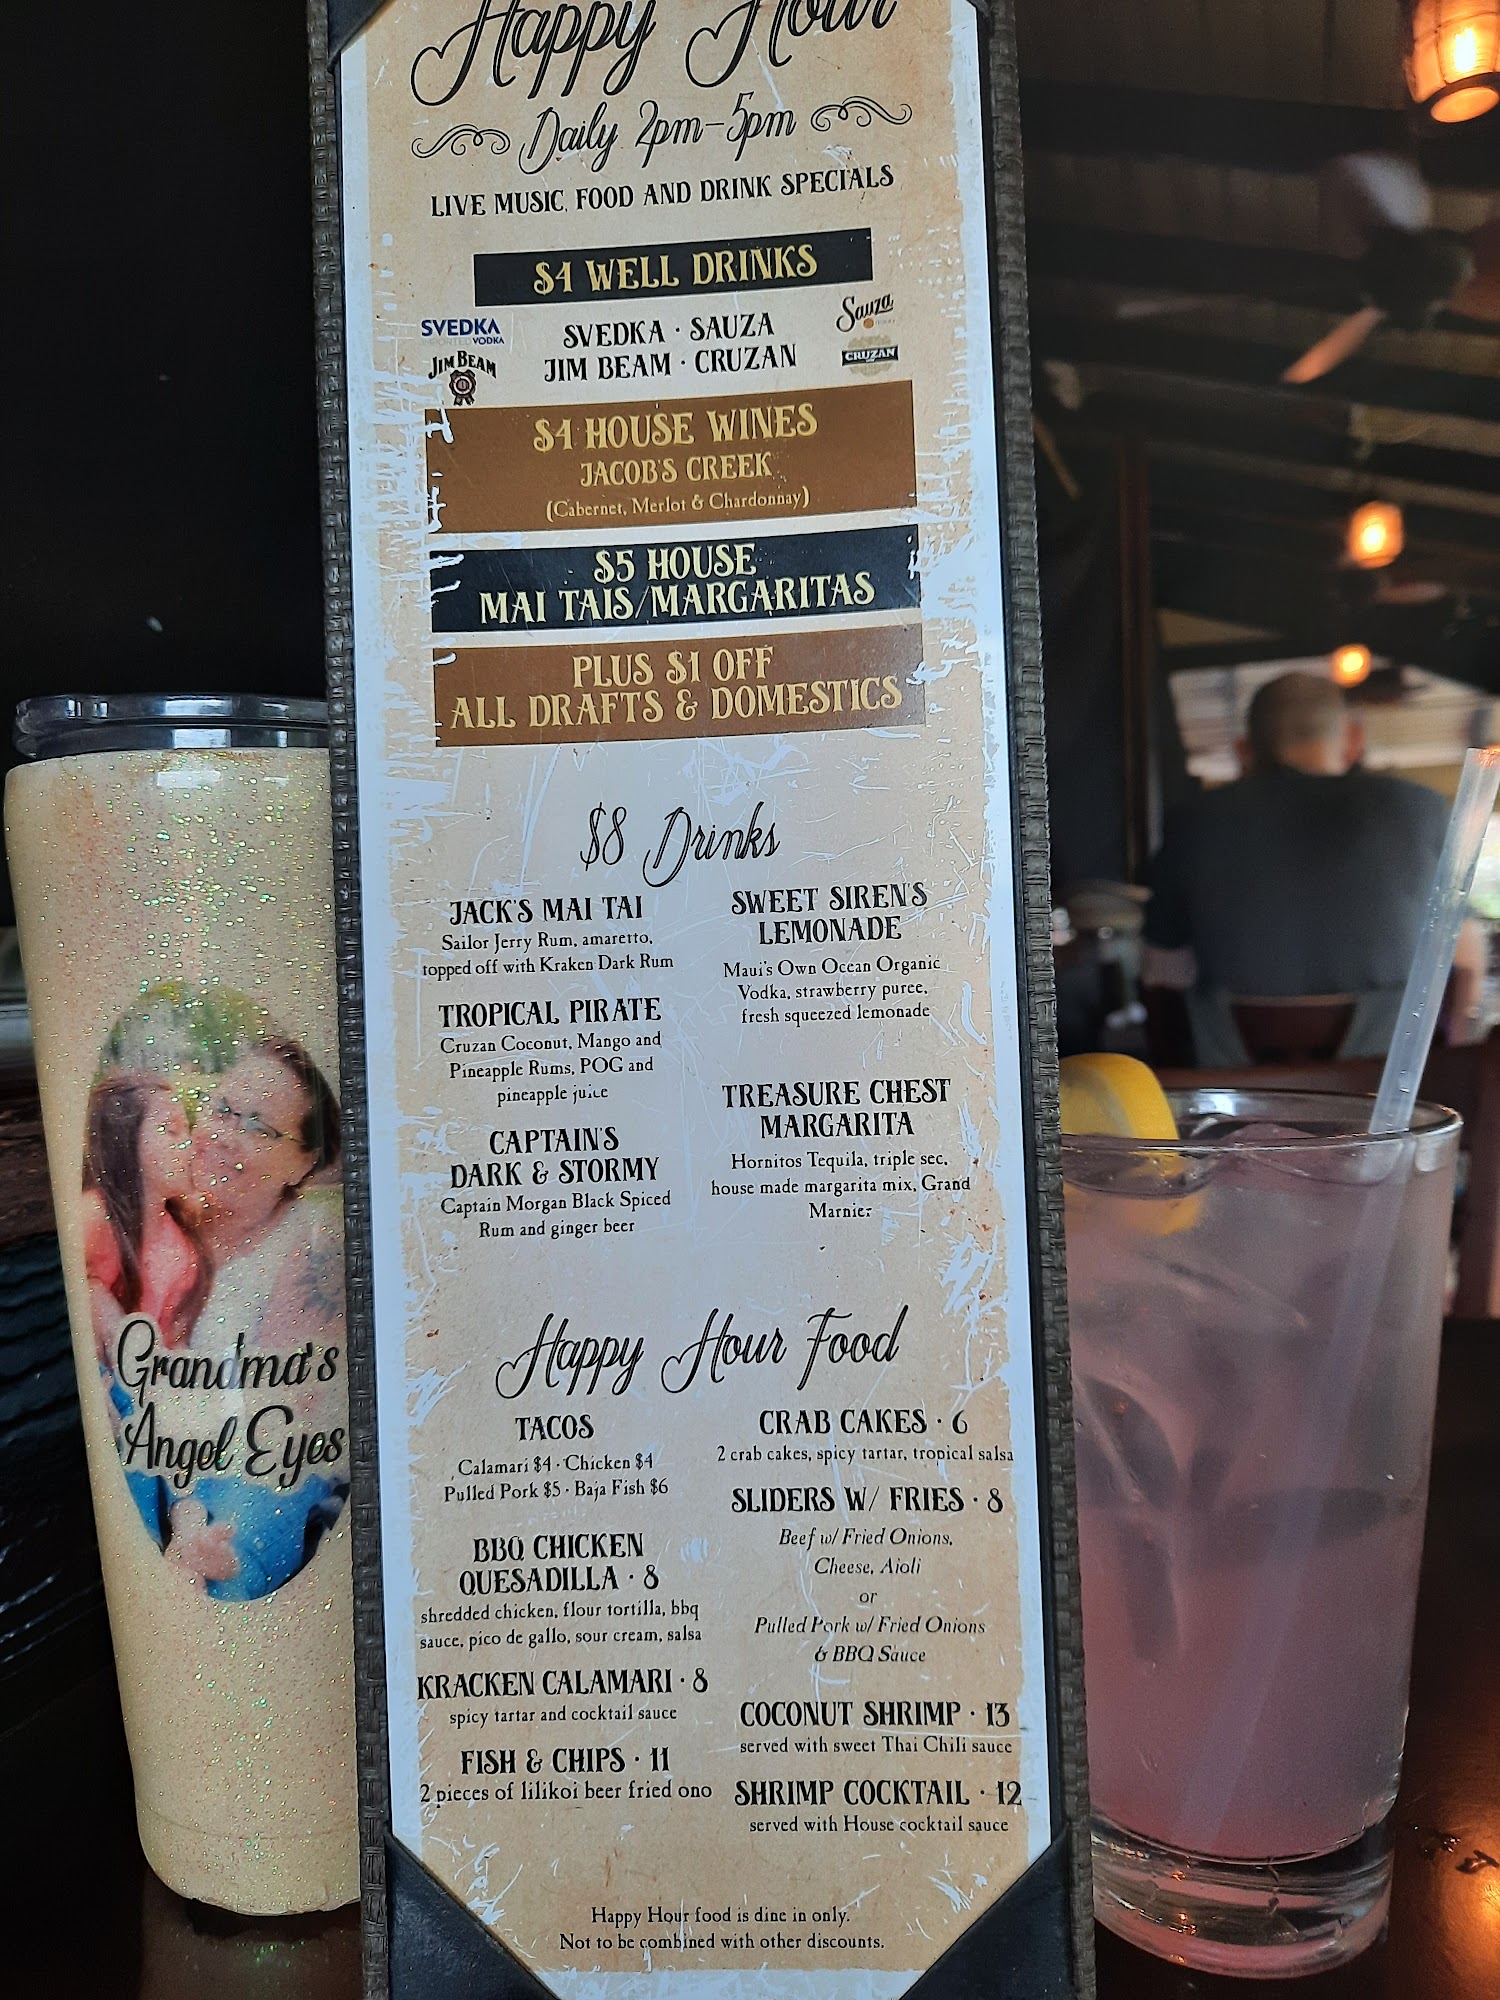 Happy Hour
Daily 2pm-5pm
LIVE MUSIC, FOOD AND DRINK SPECIALS
$4 WELL DRINKS
SVEDKA
IMPORTED VODKA
JIM BEAM
SVEDKA · SAUZA
JIM BEAM · CRUZAN
Sauza
CRUZAN
$4 HOUSE WINES
JACOB'S CREEK
(Cabernet, Merlot & Chardonnay)
$5 HOUSE
MAI TAIS/MARGARITAS
PLUS $1 OFF
ALL DRAFTS & DOMESTICS
$8 Drinks
JACK'S MAI TAI
Sailor Jerry Rum, amaretto,
topped off with Kraken Dark Rum
TROPICAL PIRATE
Cruzan Coconut, Mango and
Pineapple Rums, POG and
pineapple juice
CAPTAIN'S
DARK & STORMY
Captain Morgan Black Spiced
Rum and ginger beer
SWEET SIREN'S
LEMONADE
Maui's Own Ocean Organic
Vodka, strawberry puree,
fresh squeezed lemonade
TREASURE CHEST
MARGARITA
Hornitos Tequila, triple sec,
house made margarita mix, Grand
Marnier
Happy Hour Food
TACOS
Calamari $4 · Chicken $4
Pulled Pork $5 · Baja Fish $6
BBQ CHICKEN
QUESADILLA · 8
shredded chicken, flour tortilla, bbq
sauce, pico de gallo, sour cream, salsa
KRACKEN CALAMARI · 8
spicy tartar and cocktail sauce
FISH & CHIPS · 11
2 pieces of lilikoi beer fried ono
CRAB CAKES · 6
2 crab cakes, spicy tartar, tropical salsa
SLIDERS W/ FRIES · 8
Beef w/ Fried Onions,
Cheese, Aioli
or
Pulled Pork w/ Fried Onions
& BBQ Sauce
COCONUT SHRIMP · 13
served with sweet Thai Chili sauce
SHRIMP COCKTAIL · 12
served with House cocktail sauce
Happy Hour food is dine in only.
Not to be combined with other discounts.
Grandma's
Angel Eyes